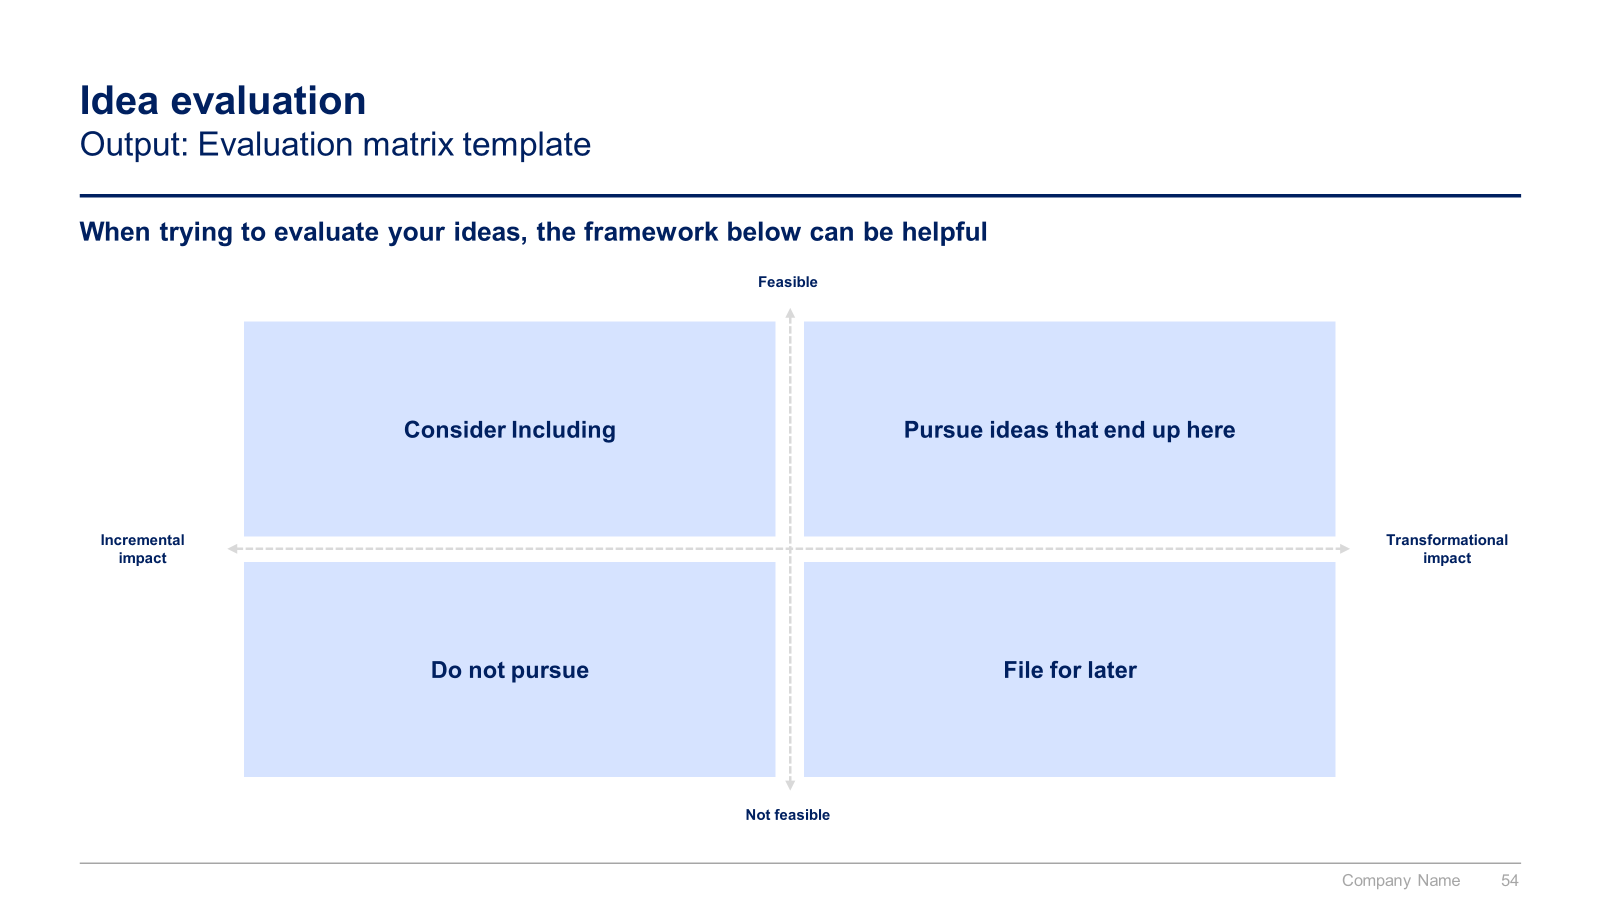 Idea evaluation
Output: Evaluation matrix template
When trying to evaluate your ideas, the framework below can be helpful
Feasible
Consider Including
Pursue ideas that end up here
Incremental
impact
Transformational
impact
Do not pursue
File for later
Not feasible
Company Name 54